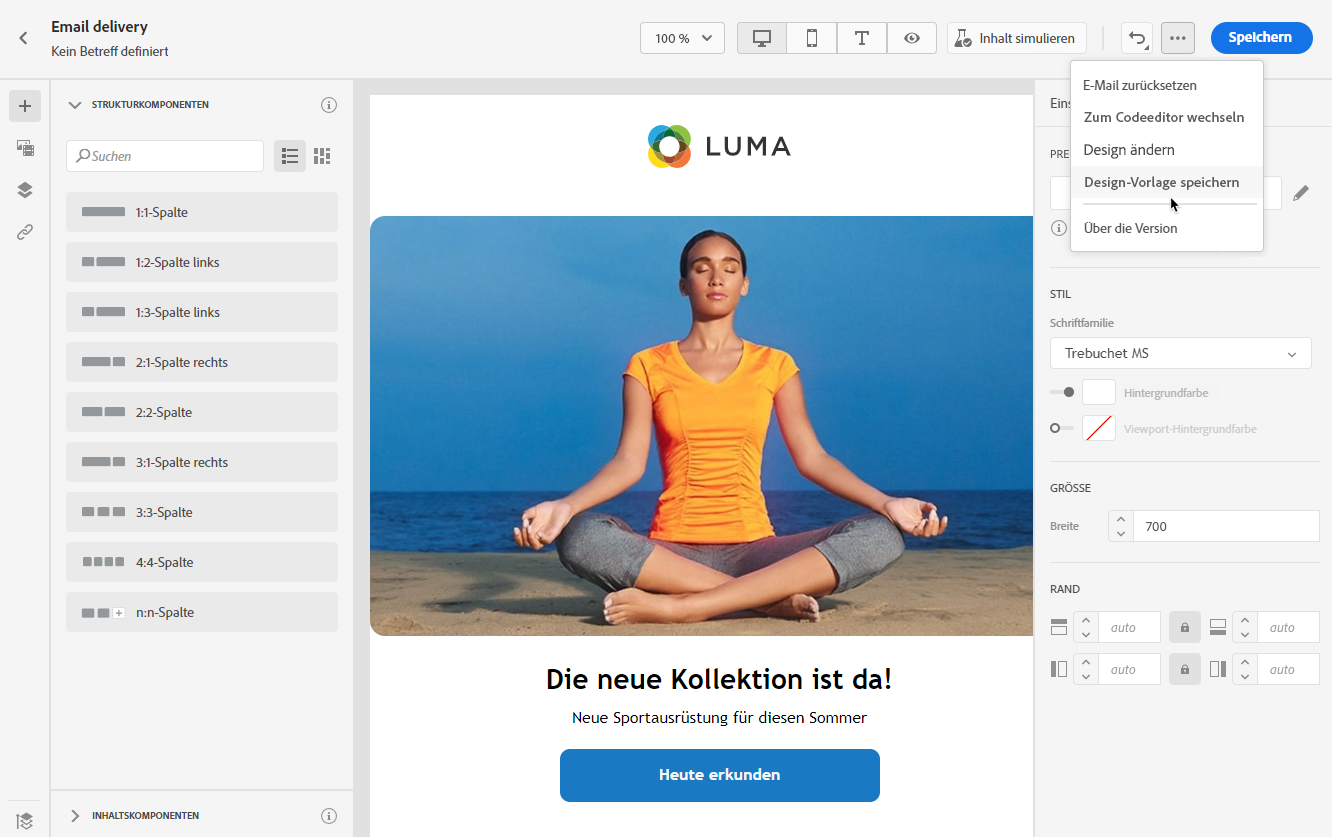 Email delivery
Kein Betreff definiert
100 %
T
Inhalt simulieren
Speichern
STRUKTURKOMPONENTEN
Suchen
1:1-Spalte
1:2-Spalte links
1:3-Spalte links
2:1-Spalte rechts
2:2-Spalte
3:1-Spalte rechts
3:3-Spalte
4:4-Spalte
n:n-Spalte
INHALTSKOMPONENTEN
LUMA
Die neue Kollektion ist da!
Neue Sportausrüstung für diesen Sommer
Heute erkunden
E-Mail zurücksetzen
Zum Codeeditor wechseln
Design ändern
Design-Vorlage speichern
Über die Version
Eins
PRE
STIL
Schriftfamilie
Trebuchet MS
Hintergrundfarbe
Viewport-Hintergrundfarbe
GRÖSSE
Breite
700
RAND
auto
auto
auto
auto